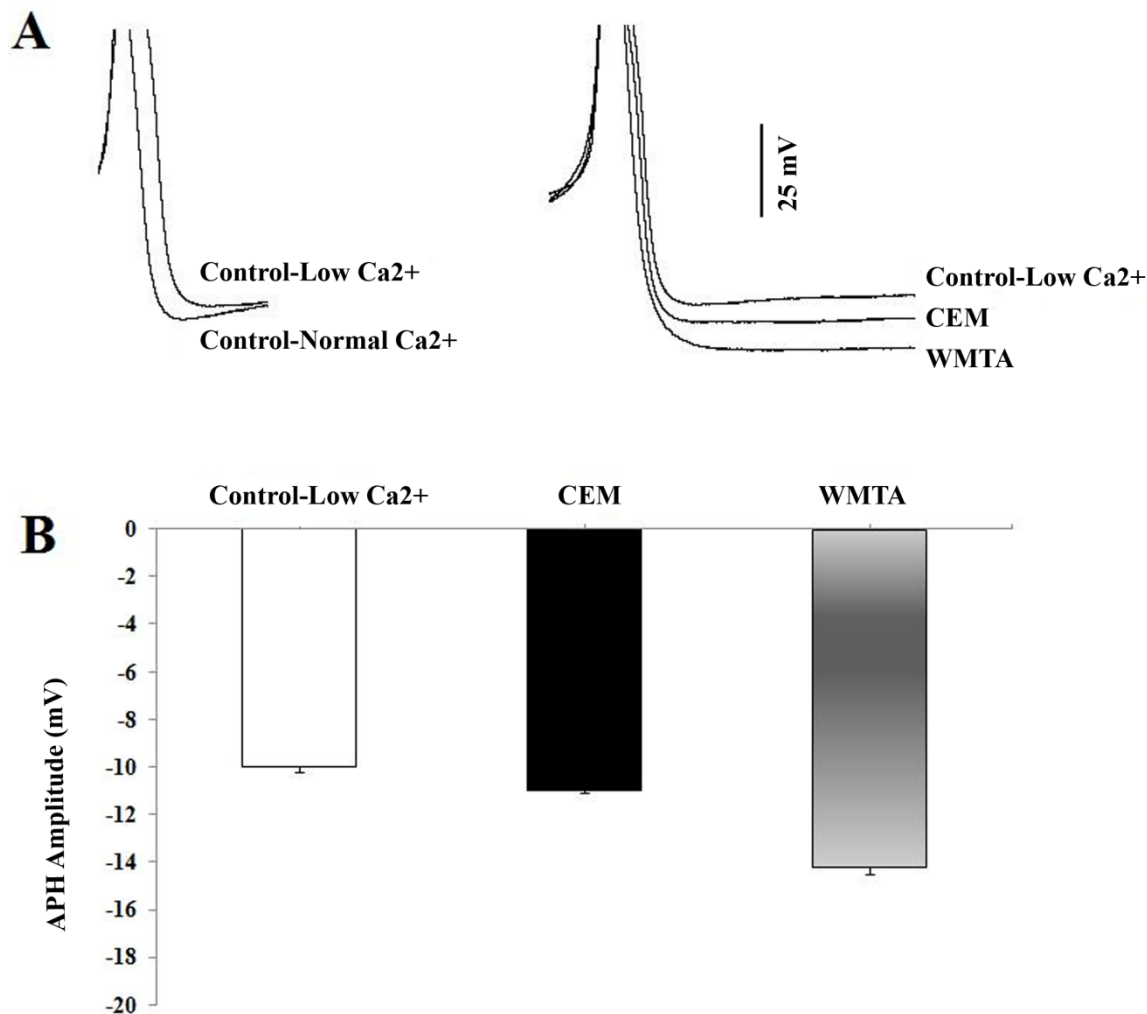 A
25 mV
Control-Low Ca2+
Control-Normal Ca2+
Control-Low Ca2+
CEM
WMTA
B
Control-Low Ca2+ CEM WMTA
APH Amplitude (mV)
0
-2
-4
-6
-8
-10
-12
-14
-16
-18
-20